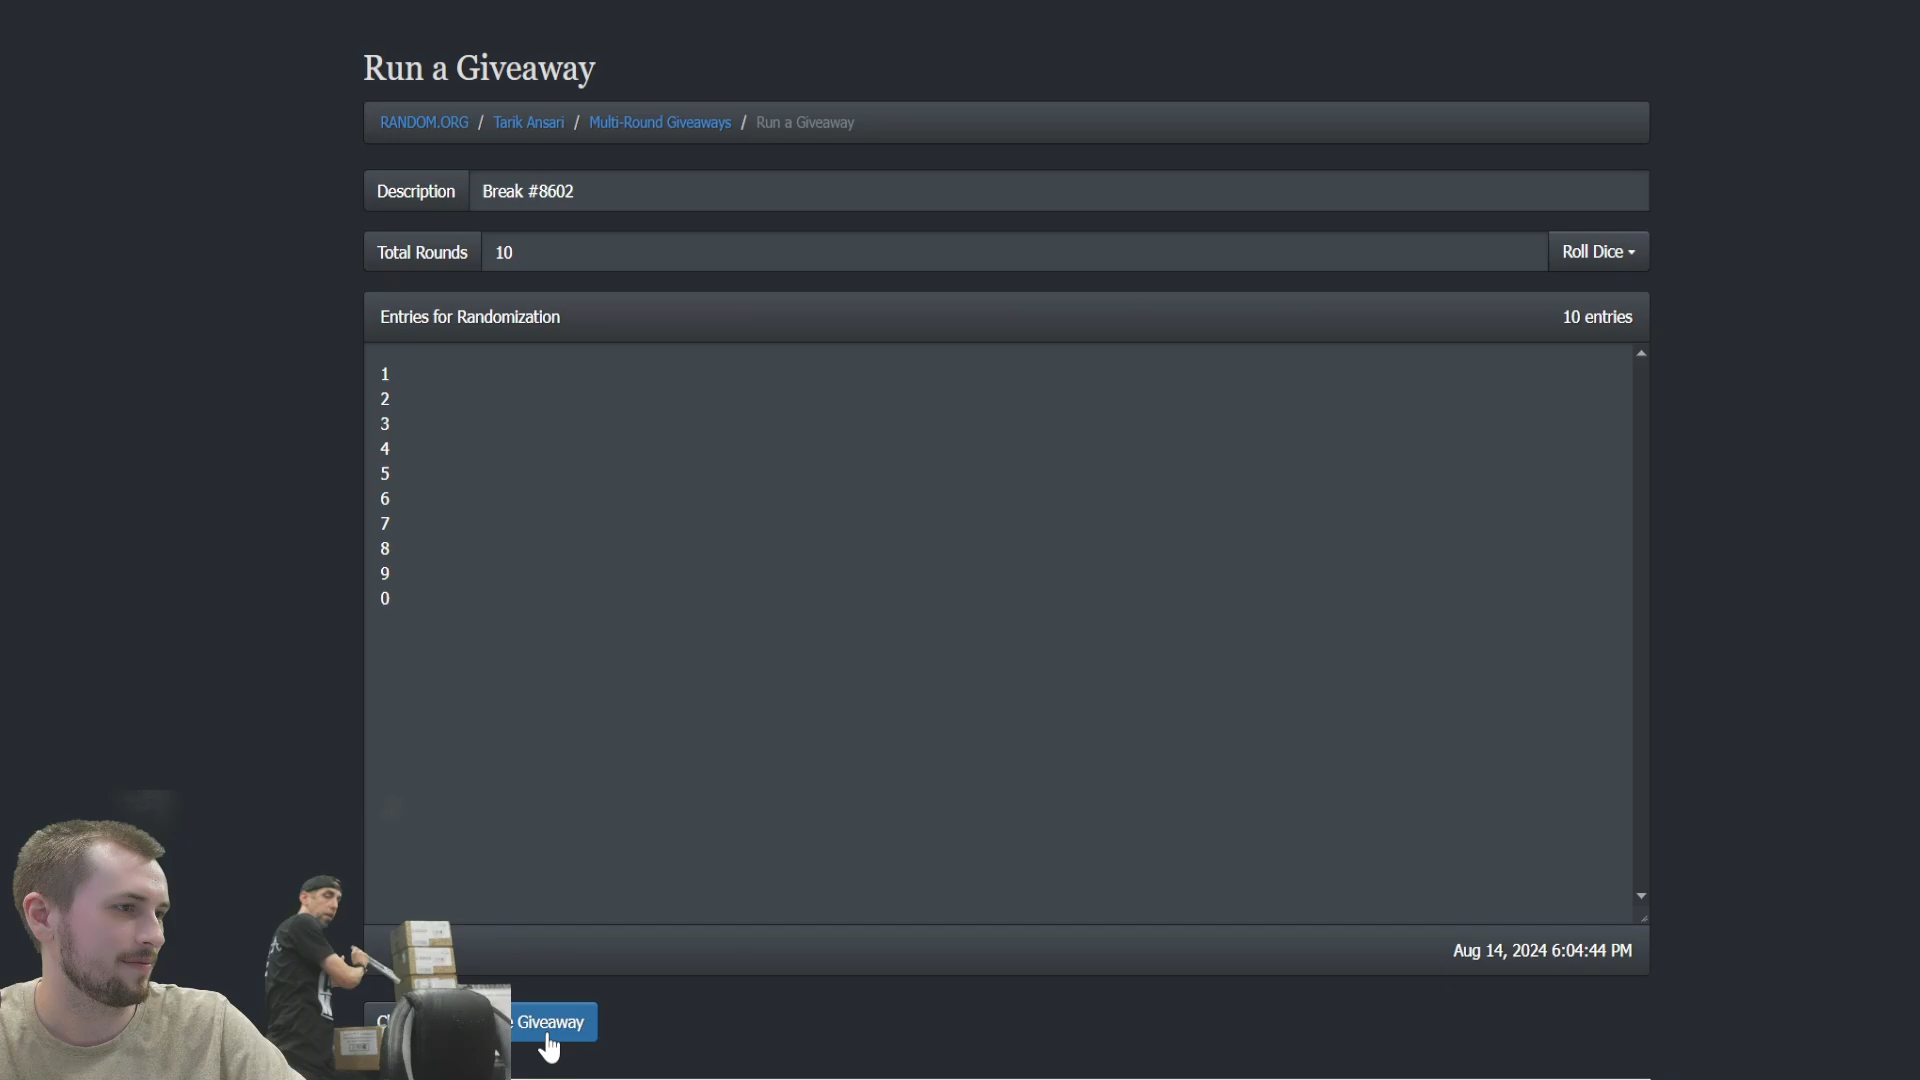 Run a Giveaway
RANDOM.ORG / Tarik Ansari / Multi-Round Giveaways / Run a Giveaway
Description Break #8602
Total Rounds 10 Roll Dice
Entries for Randomization 10 entries
1
2
3
4
5
6
7
8
9
0
Aug 14, 2024 6:04:44 PM
Giveaway